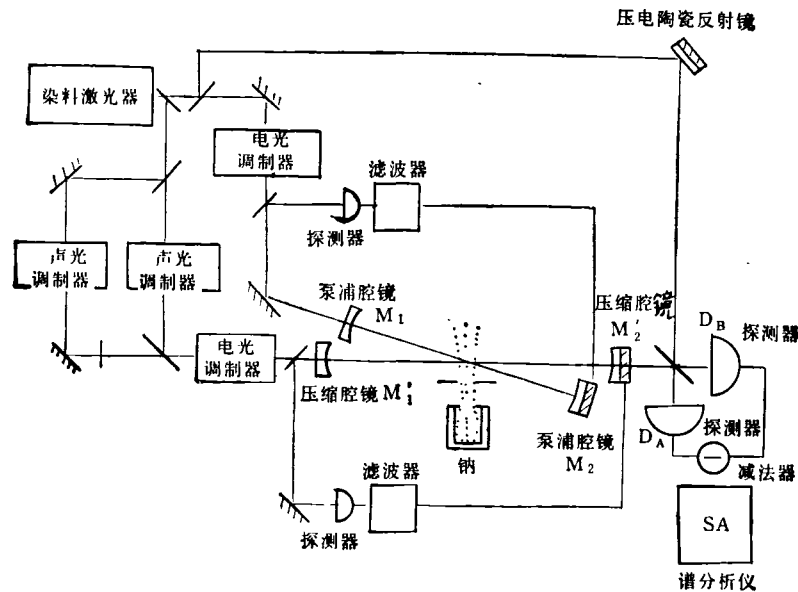 压电陶瓷反射镜
染料激光器
电光
调制器
滤波器
探测器
声光
调制器
声光
调制器
泵浦腔镜
M₁
压缩腔镜
M₂′
D_B
探测器
电光
调制器
压缩腔镜 M₁′
钠
泵浦腔镜
M₂
D_A
探测器
减法器
滤波器
探测器
SA
谱分析仪